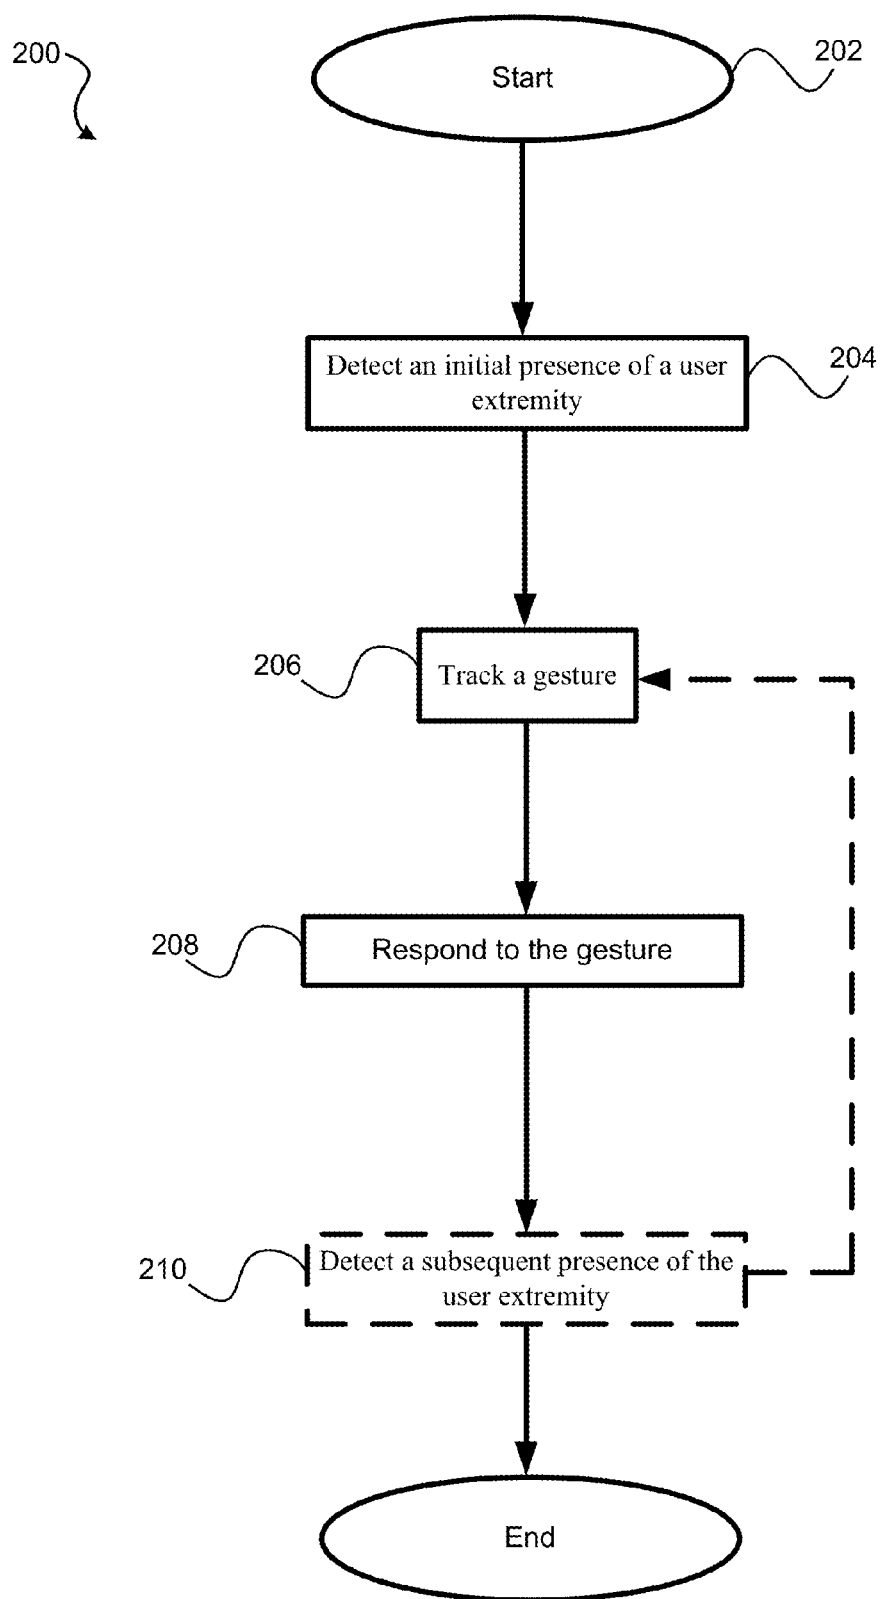 200
Start
202
Detect an initial presence of a user
extremity
204
206
Track a gesture
208
Respond to the gesture
210
Detect a subsequent presence of the
user extremity
End